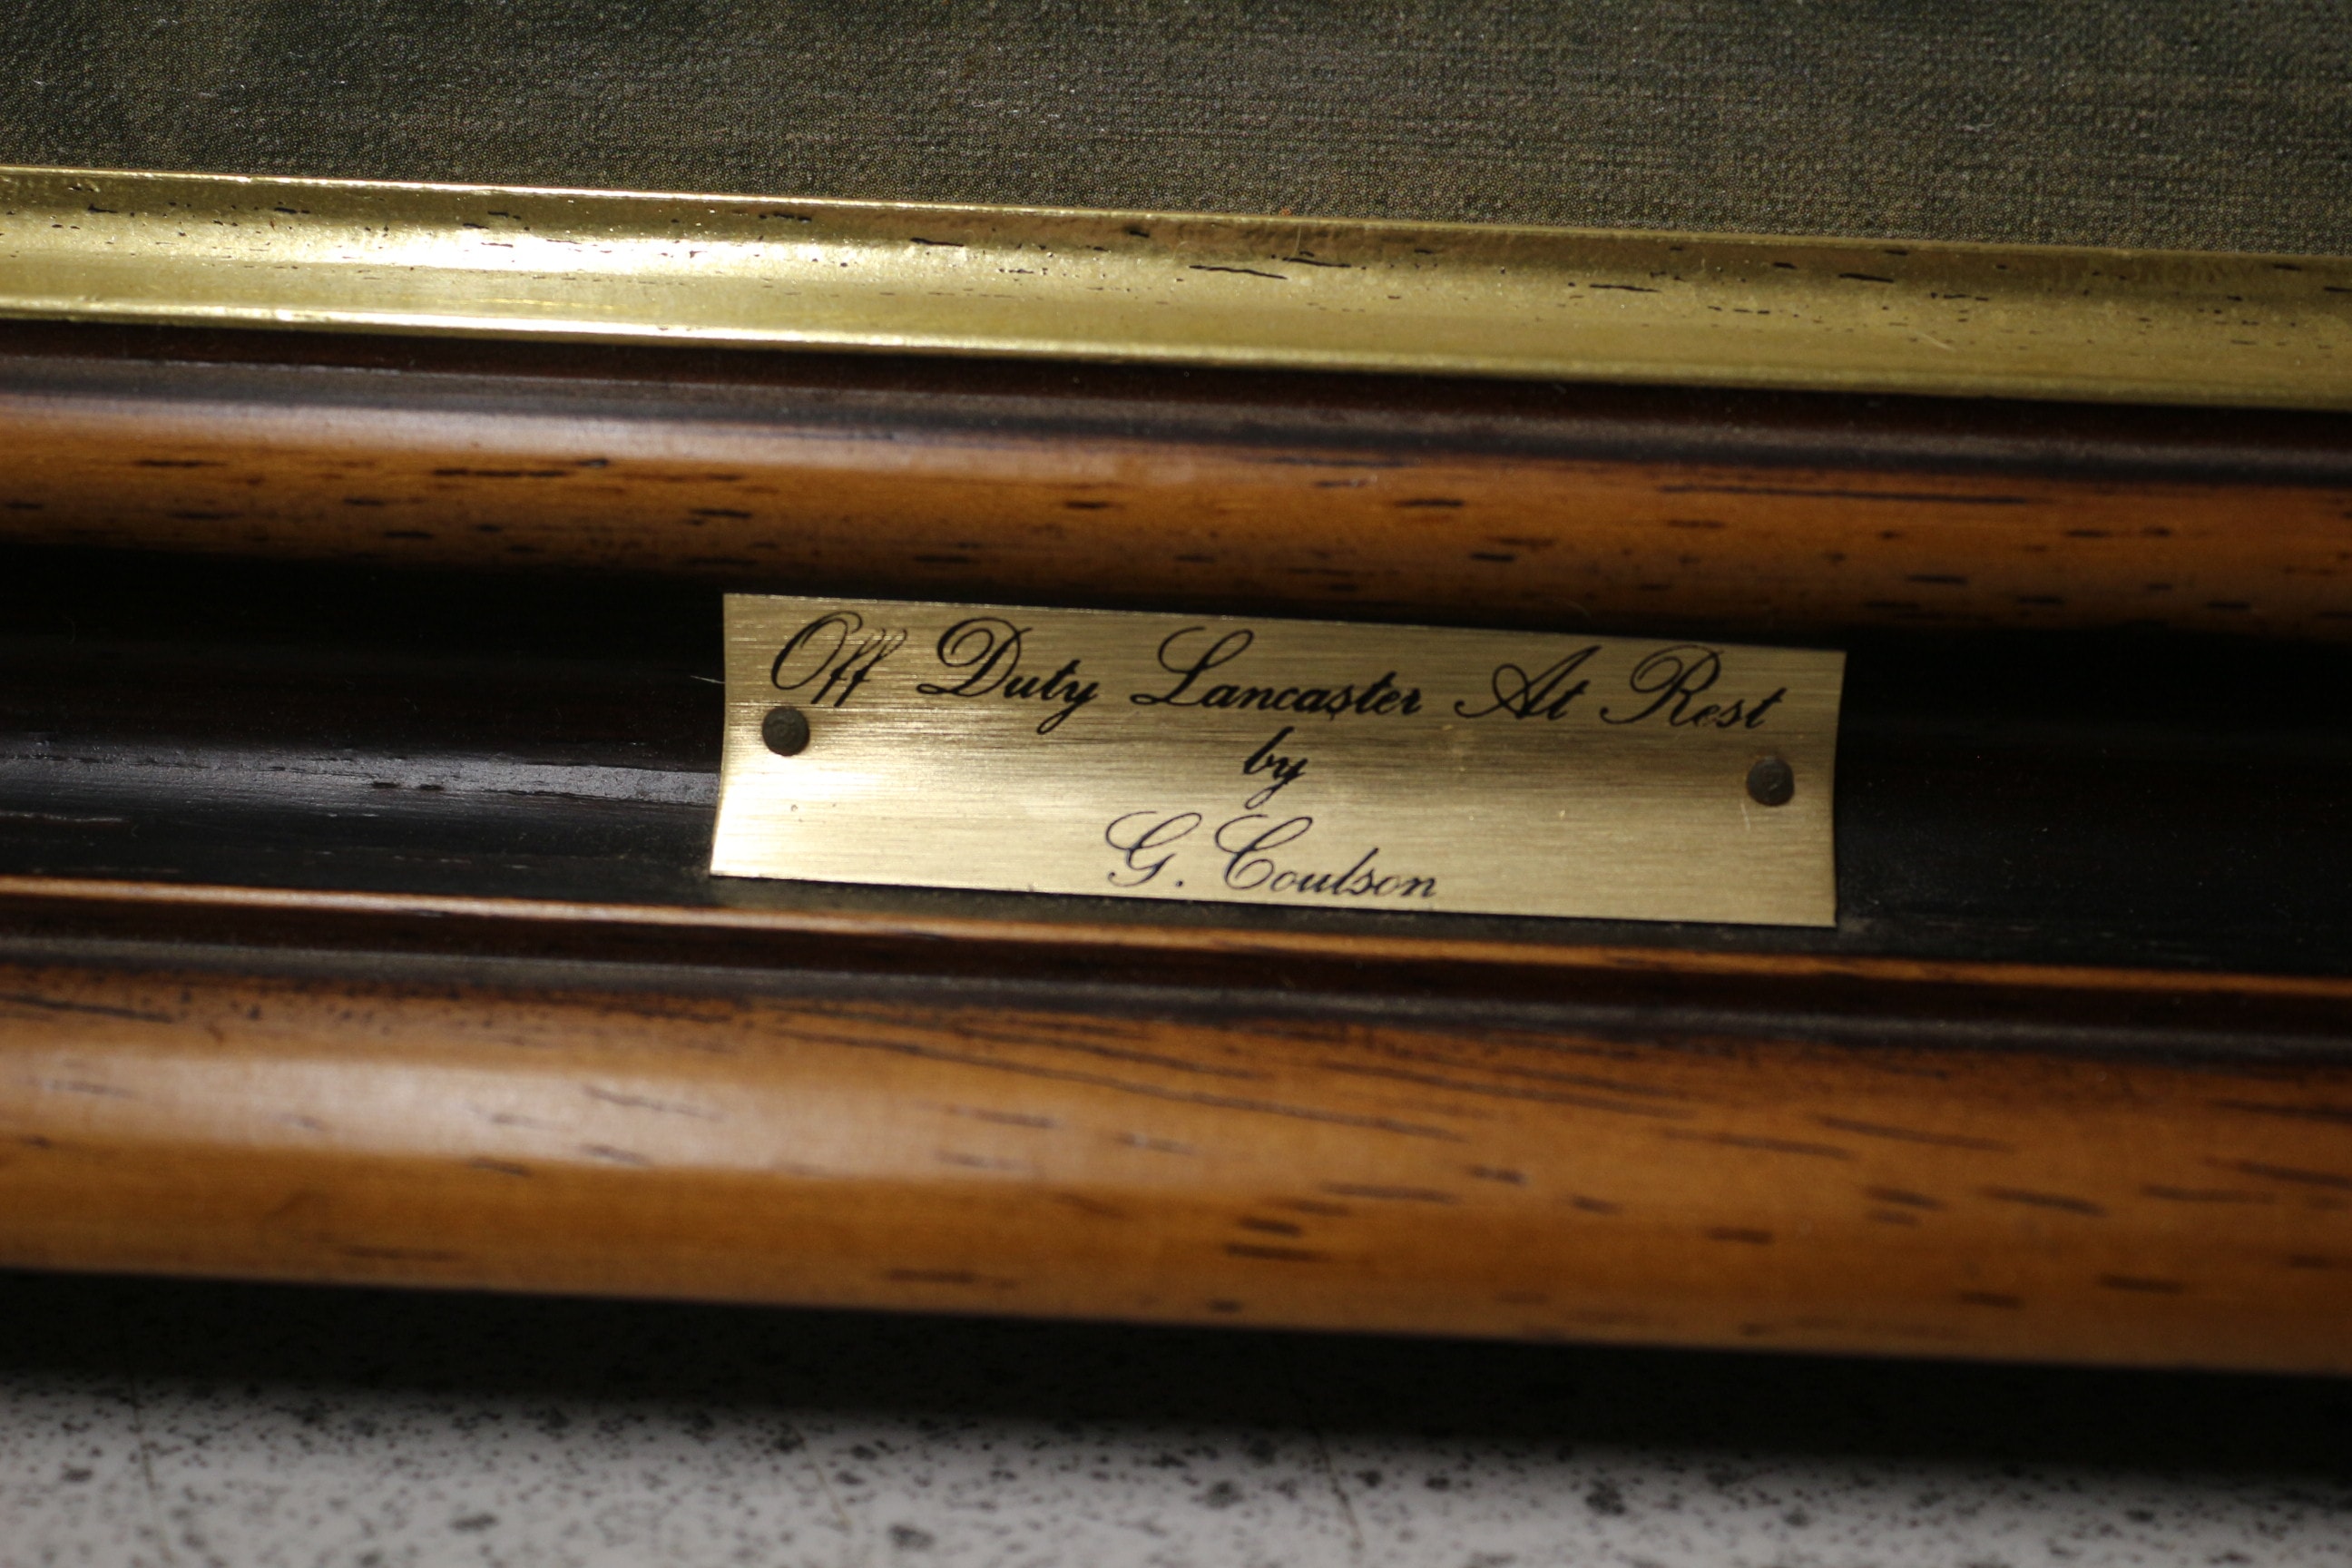 Off Duty Lancaster At Rest
by
G. Coulson